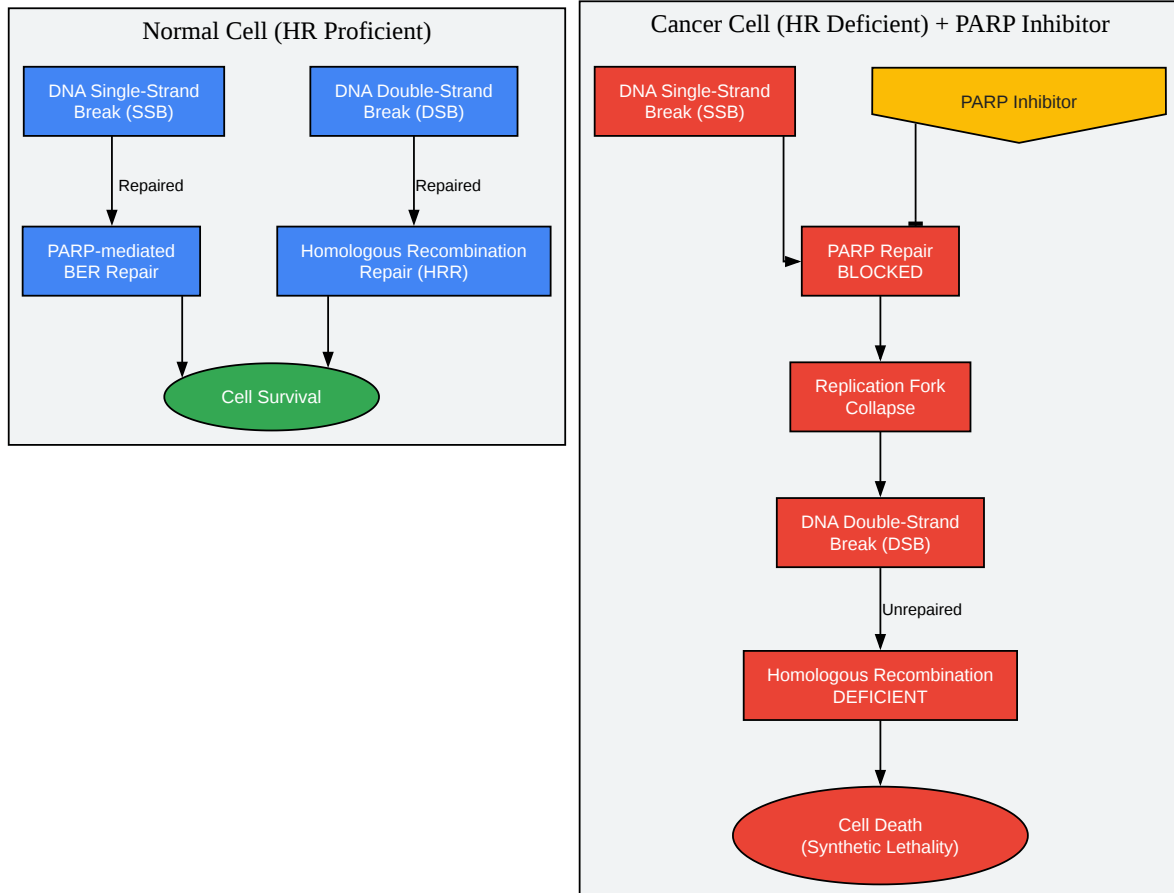 Normal Cell (HR Proficient)
DNA Single-Strand
Break (SSB)
DNA Double-Strand
Break (DSB)
Repaired
Repaired
PARP-mediated
BER Repair
Homologous Recombination
Repair (HRR)
Cell Survival
Cancer Cell (HR Deficient) + PARP Inhibitor
DNA Single-Strand
Break (SSB)
PARP Inhibitor
PARP Repair
BLOCKED
Replication Fork
Collapse
DNA Double-Strand
Break (DSB)
Unrepaired
Homologous Recombination
DEFICIENT
Cell Death
(Synthetic Lethality)